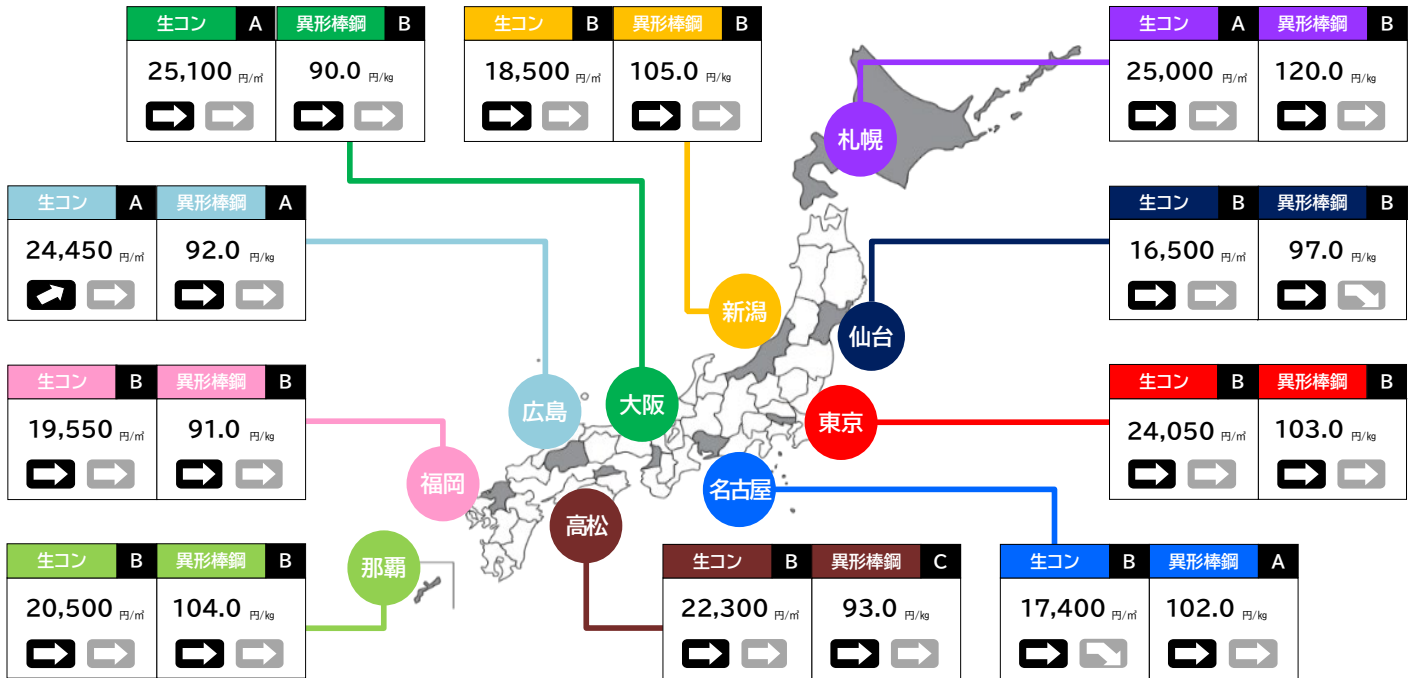 生コン A 異形棒鋼 B
25,100 円/㎥ 90.0 円/kg
生コン B 異形棒鋼 B
18,500 円/㎥ 105.0 円/kg
生コン A 異形棒鋼 B
25,000 円/㎥ 120.0 円/kg
札幌
生コン A 異形棒鋼 A
24,450 円/㎥ 92.0 円/kg
生コン B 異形棒鋼 B
16,500 円/㎥ 97.0 円/kg
新潟
仙台
生コン B 異形棒鋼 B
19,550 円/㎥ 91.0 円/kg
広島
大阪
東京
生コン B 異形棒鋼 B
24,050 円/㎥ 103.0 円/kg
福岡
名古屋
高松
那覇
生コン B 異形棒鋼 B
20,500 円/㎥ 104.0 円/kg
生コン B 異形棒鋼 C
22,300 円/㎥ 93.0 円/kg
生コン B 異形棒鋼 A
17,400 円/㎥ 102.0 円/kg